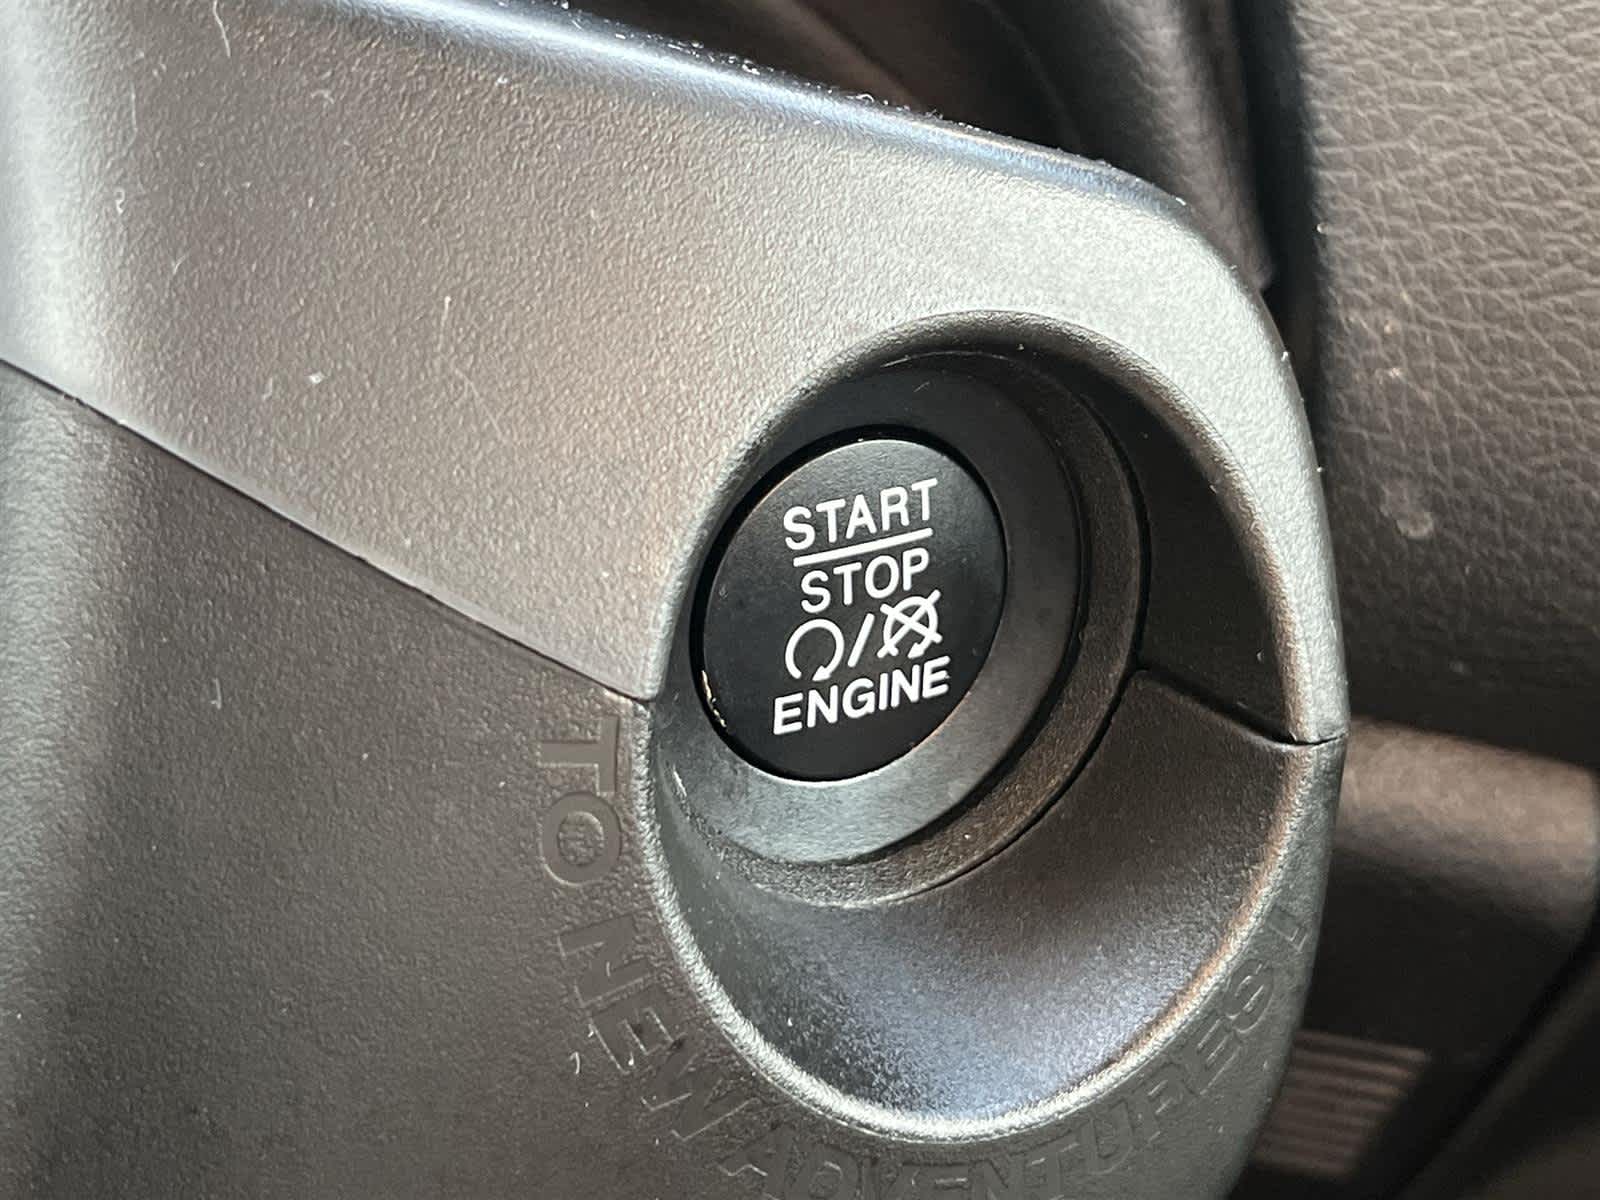 START
STOP
ENGINE
TO NEW ADVENTURES!